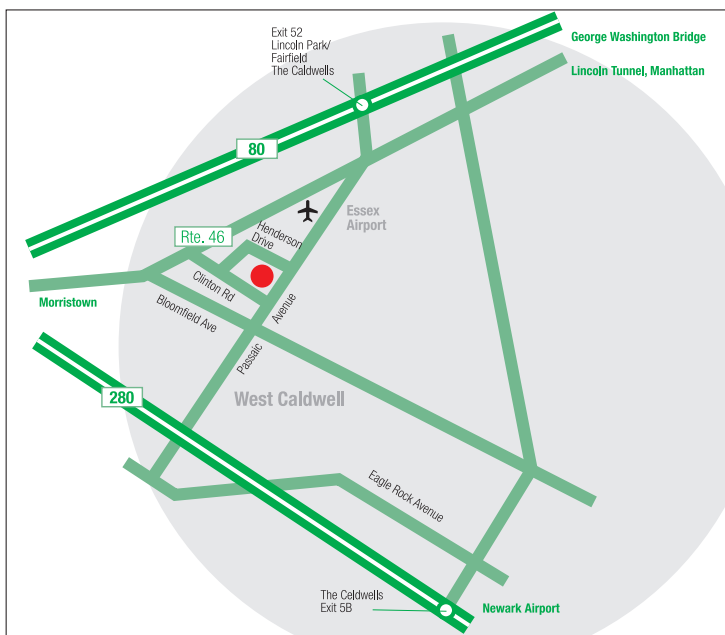 Exit 52
Lincoln Park/
Fairfield
The Caldwells
George Washington Bridge
Lincoln Tunnel, Manhattan
80
Essex
Airport
Rte. 46
Henderson
Drive
Clinton Rd
Morristown
Bloomfield Ave
Passaic
Avenue
280
West Caldwell
Eagle Rock Avenue
The Celdwells
Exit 5B
Newark Airport